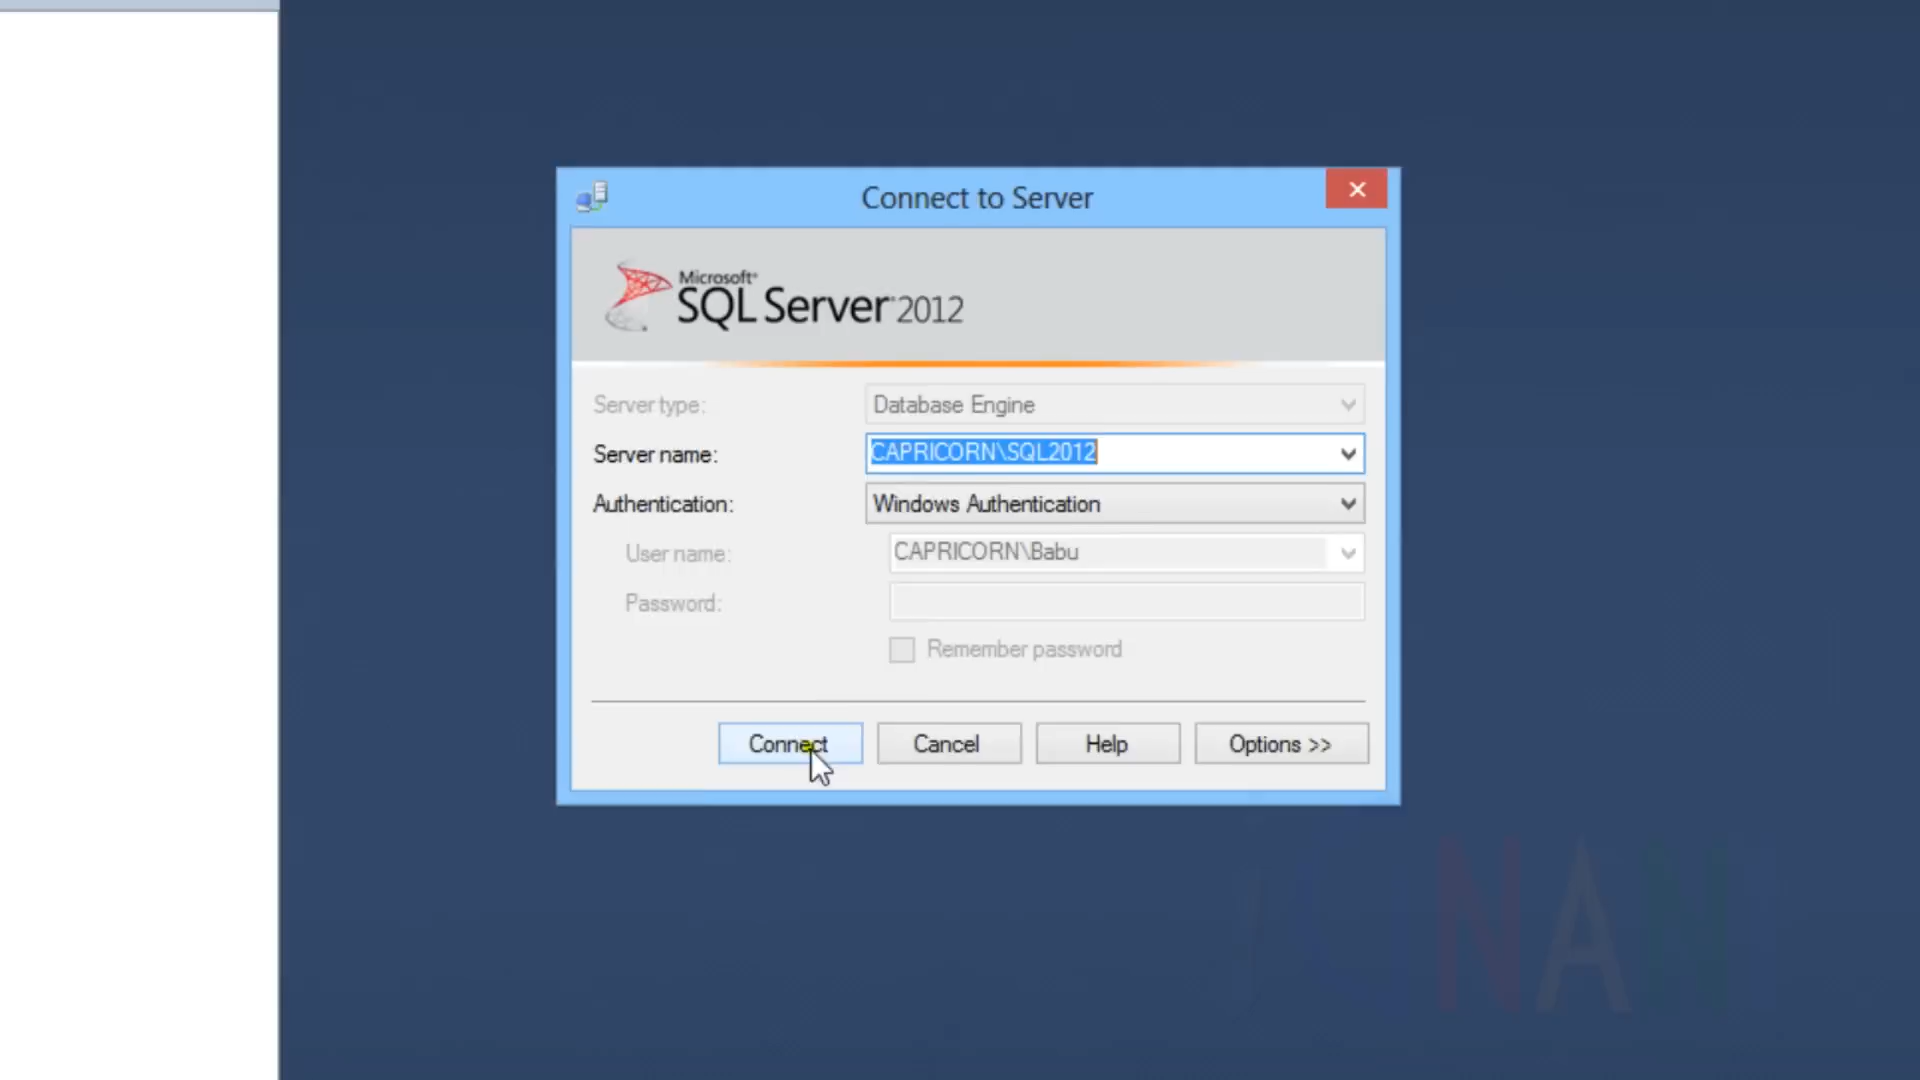 Connect to Server
Microsoft®
SQL Server® 2012
Server type: Database Engine
Server name: CAPRICORN\SQL2012
Authentication: Windows Authentication
User name: CAPRICORN\Babu
Password:
Remember password
Connect Cancel Help Options >>